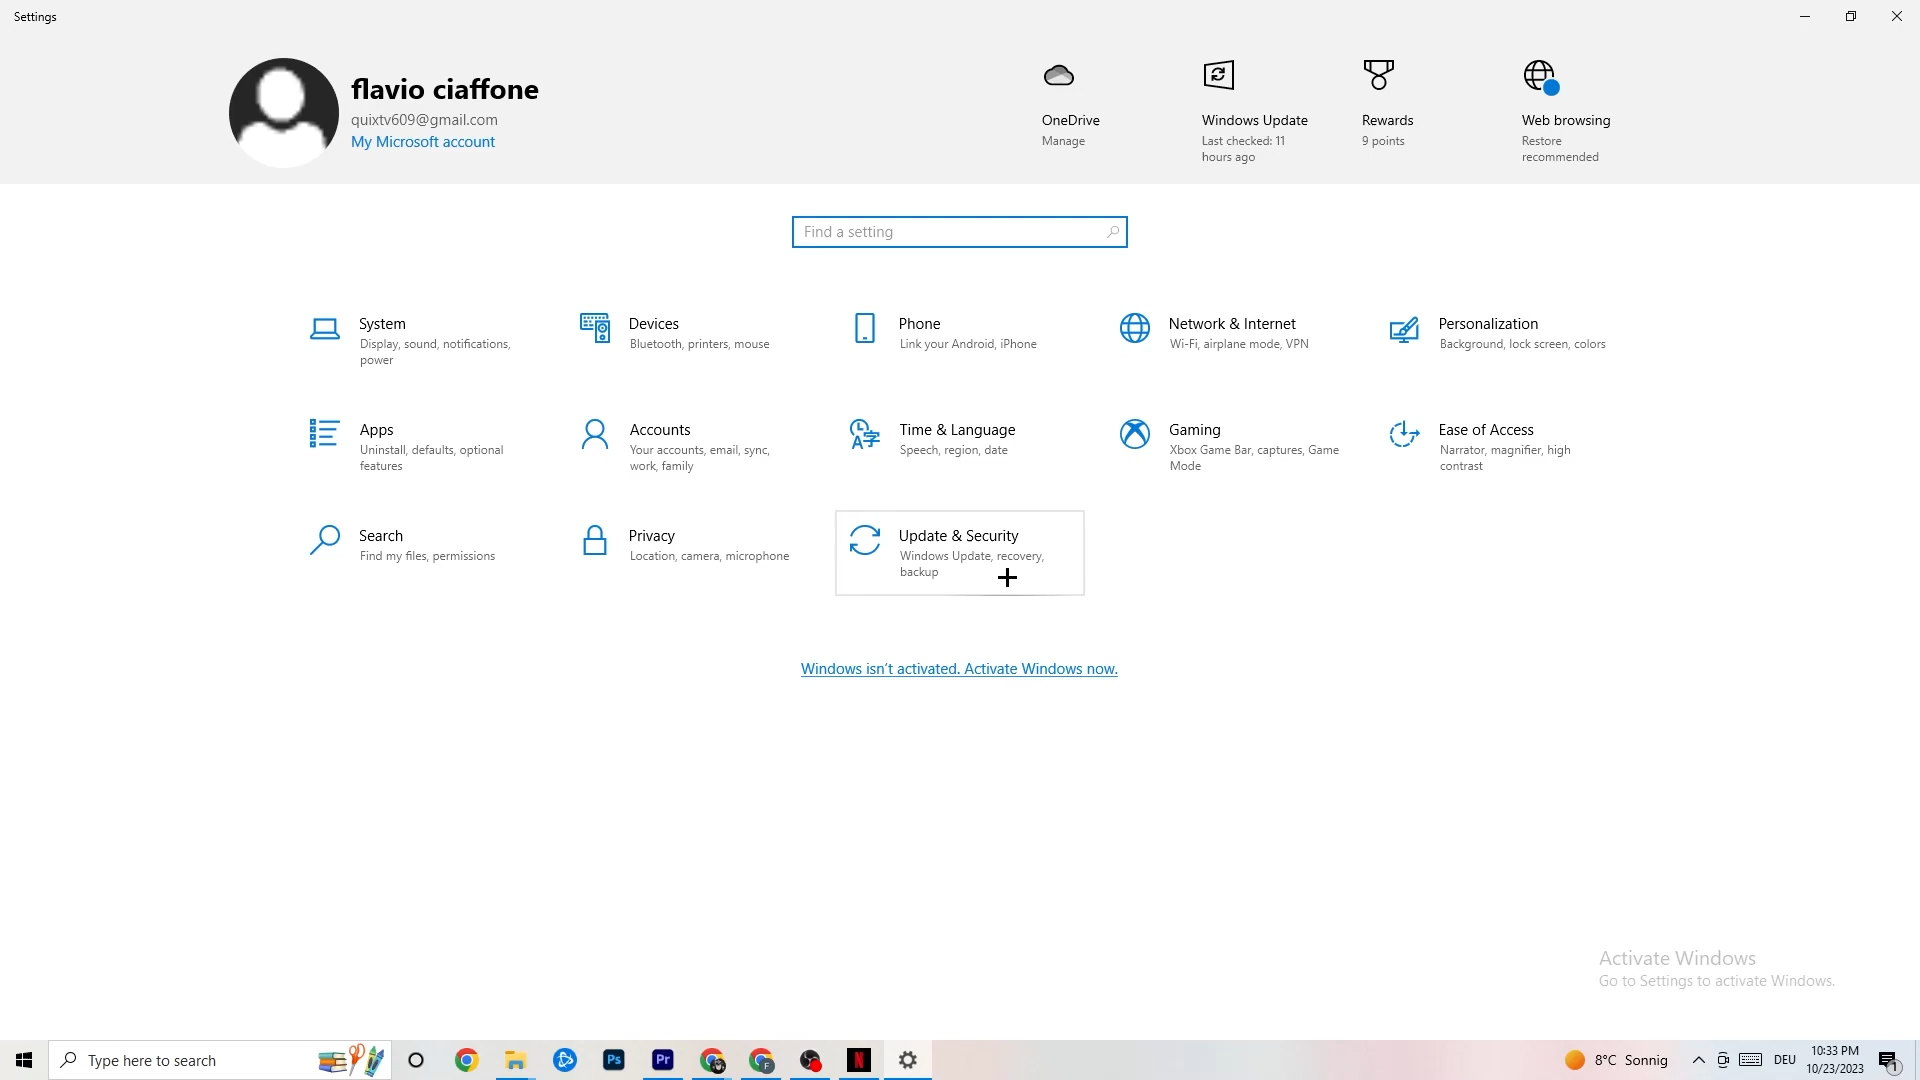 Settings
flavio ciaffone
quixtv609@gmail.com
My Microsoft account
OneDrive
Manage
Windows Update
Last checked: 11
hours ago
Rewards
9 points
Web browsing
Restore
recommended
Find a setting
System
Display, sound, notifications,
power
Devices
Bluetooth, printers, mouse
Phone
Link your Android, iPhone
Network & Internet
Wi-Fi, airplane mode, VPN
Personalization
Background, lock screen, colors
Apps
Uninstall, defaults, optional
features
Accounts
Your accounts, email, sync,
work, family
Time & Language
Speech, region, date
Gaming
Xbox Game Bar, captures, Game
Mode
Ease of Access
Narrator, magnifier, high
contrast
Search
Find my files, permissions
Privacy
Location, camera, microphone
Update & Security
Windows Update, recovery,
backup
Windows isn't activated. Activate Windows now.
Activate Windows
Go to Settings to activate Windows.
Type here to search
Ps
Pr
F
N
8°C Sonnig
DEU
10:33 PM
10/23/2023
1